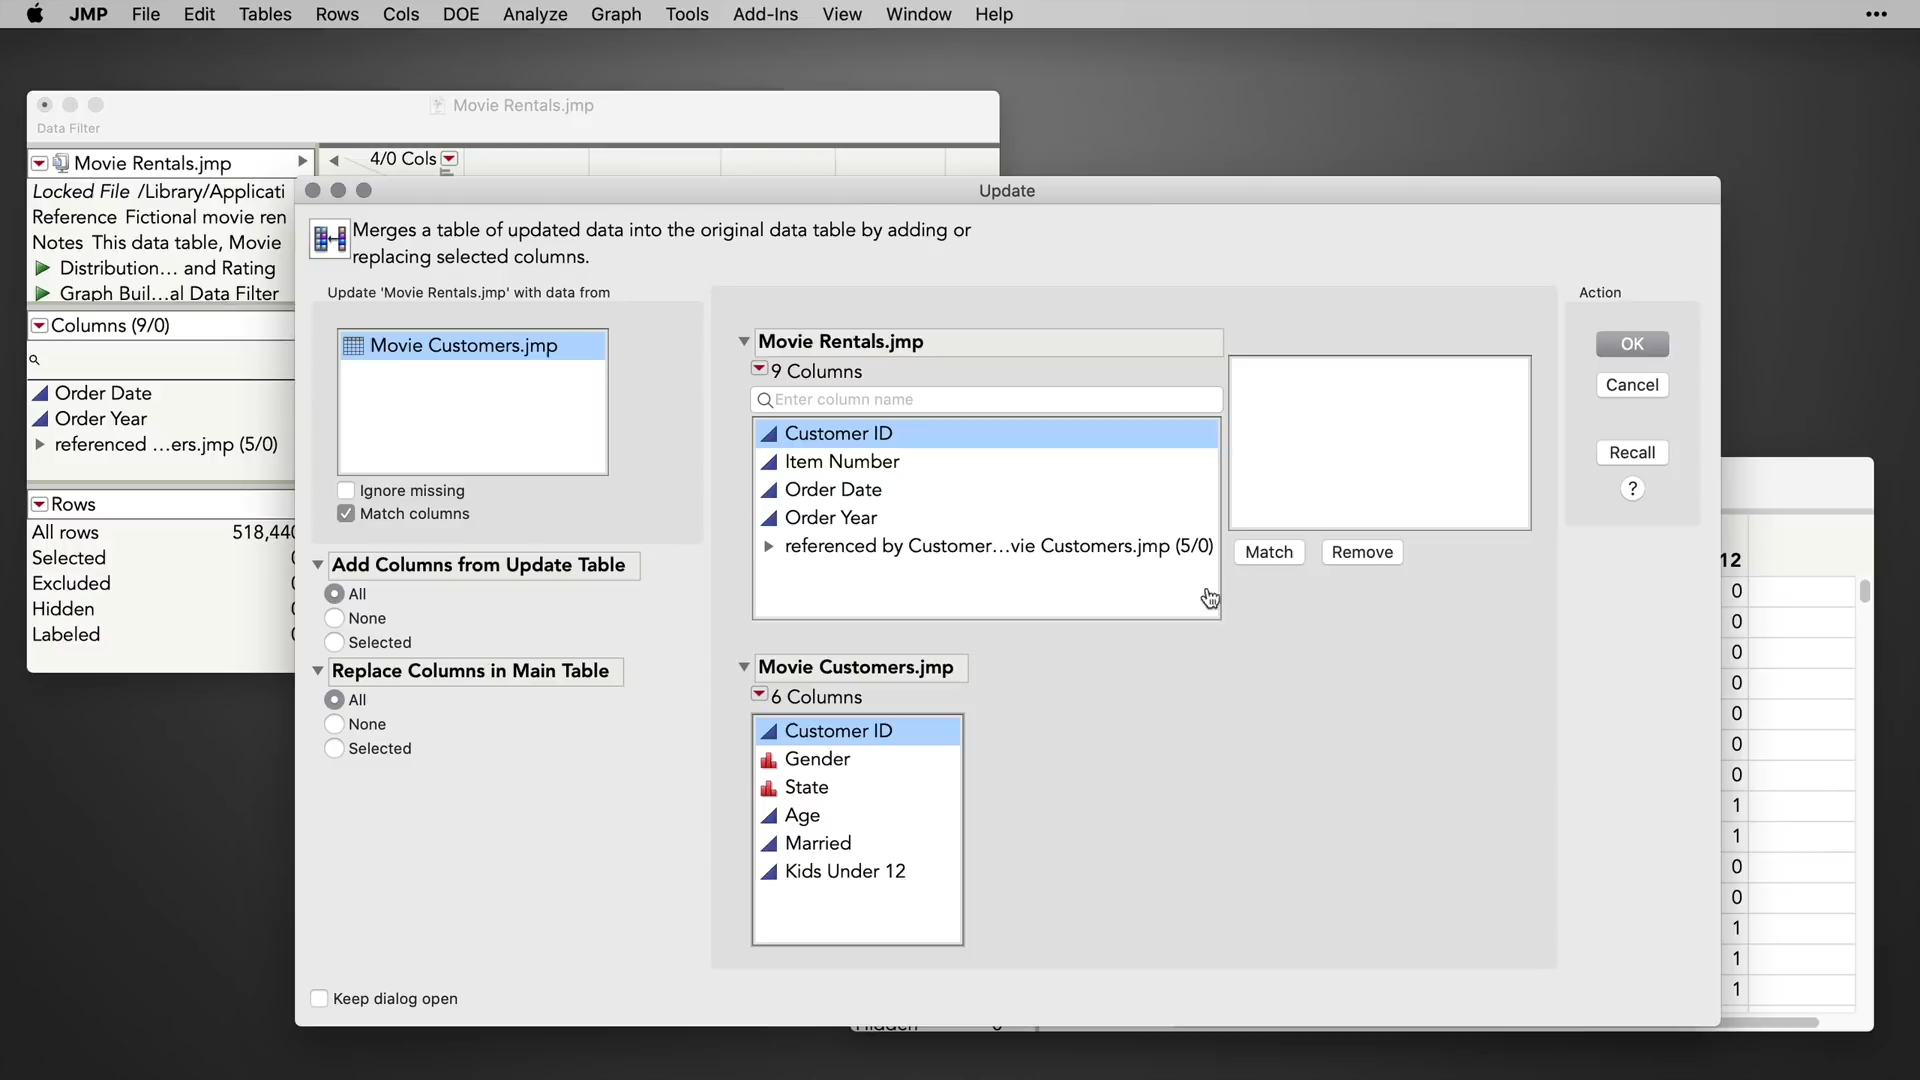 JMP File Edit Tables Rows Cols DOE Analyze Graph Tools Add-Ins View Window Help •••
Movie Rentals.jmp
Data Filter
Movie Rentals.jmp
4/0 Cols
Locked File /Library/Applicati
Reference Fictional movie ren
Notes This data table, Movie
Distribution... and Rating
Graph Buil...al Data Filter
Columns (9/0)
Order Date
Order Year
referenced ...ers.jmp (5/0)
Rows
All rows 518,440
Selected
Excluded
Hidden
Labeled
Update
Merges a table of updated data into the original data table by adding or
replacing selected columns.
Update 'Movie Rentals.jmp' with data from
Movie Customers.jmp
Ignore missing
Match columns
Add Columns from Update Table
All
None
Selected
Replace Columns in Main Table
All
None
Selected
Keep dialog open
Movie Rentals.jmp
9 Columns
Enter column name
Customer ID
Item Number
Order Date
Order Year
referenced by Customer...vie Customers.jmp (5/0)
Match Remove
Movie Customers.jmp
6 Columns
Customer ID
Gender
State
Age
Married
Kids Under 12
Action
OK
Cancel
Recall
?
12
0
0
0
0
0
0
0
1
1
0
0
1
1
1